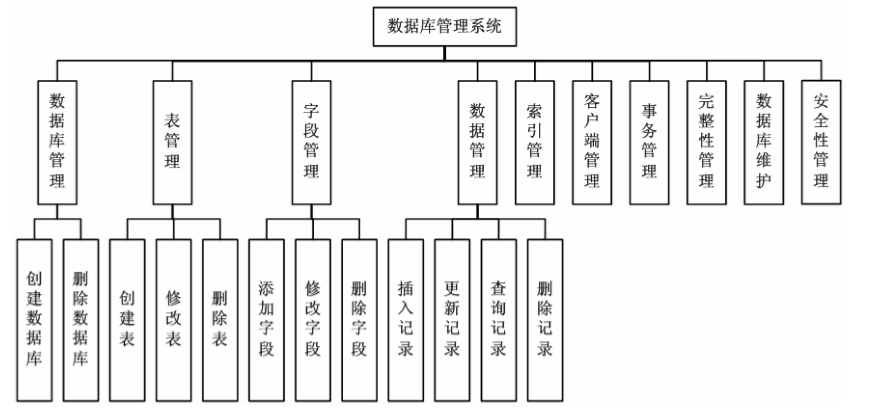 数据库管理系统
数据库管理
表管理
字段管理
数据管理
索引管理
客户端管理
事务管理
完整性管理
数据库维护
安全性管理
创建数据库
删除数据库
创建表
修改表
删除表
添加字段
修改字段
删除字段
插入记录
更新记录
查询记录
删除记录